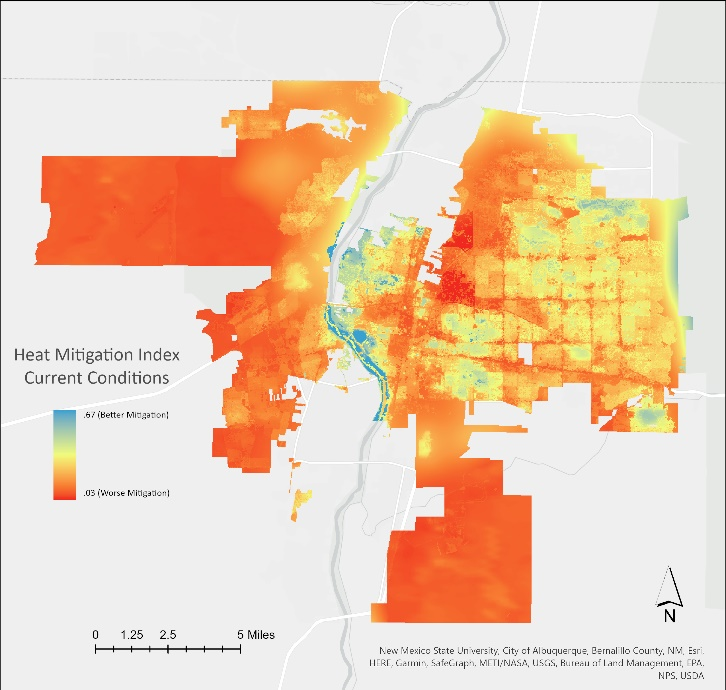 Heat Mitigation Index
Current Conditions
.67 (Better Mitigation)
.03 (Worse Mitigation)
0 1.25 2.5 5 Miles
N
New Mexico State University, City of Albuquerque, Bernalillo County, NM, Esri,
HERE, Garmin, SafeGraph, METI/NASA, USGS, Bureau of Land Management, EPA,
NPS, USDA